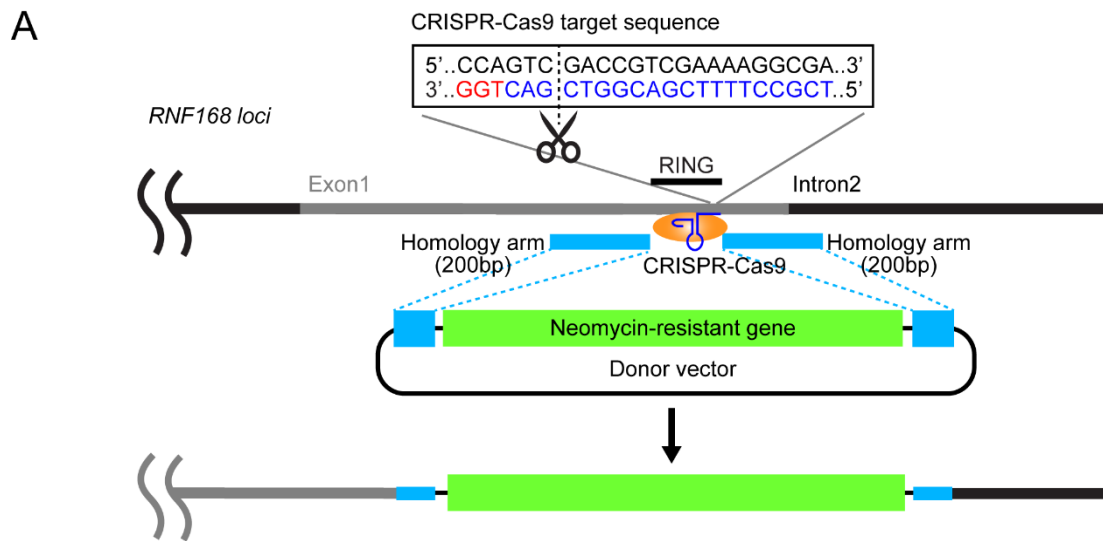 A
CRISPR-Cas9 target sequence
5’..CCAGTC GACCGTCGAAAAGGCGA..3’
3’..GGTCAG CTGGCAGCTTTTCCGCT..5’
RNF168 loci
RING
Exon1
Intron2
Homology arm
(200bp)
CRISPR-Cas9
Homology arm
(200bp)
Neomycin-resistant gene
Donor vector